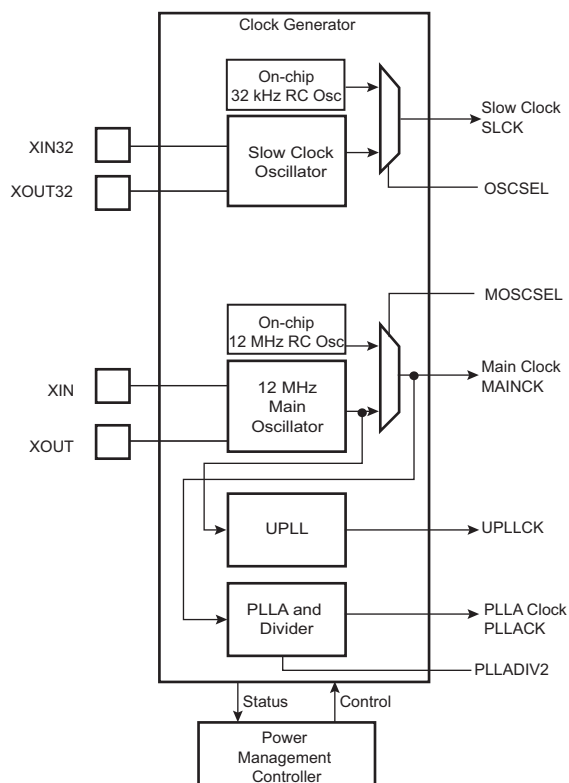 Clock Generator
On-chip
32 kHz RC Osc
Slow Clock
SLCK
XIN32
Slow Clock
Oscillator
XOUT32
OSCSEL
MOSCSEL
On-chip
12 MHz RC Osc
Main Clock
MAINCK
XIN
12 MHz
Main
Oscillator
XOUT
UPLL
UPLLCK
PLLA and
Divider
PLLA Clock
PLLACK
PLLADIV2
Status
Control
Power
Management
Controller